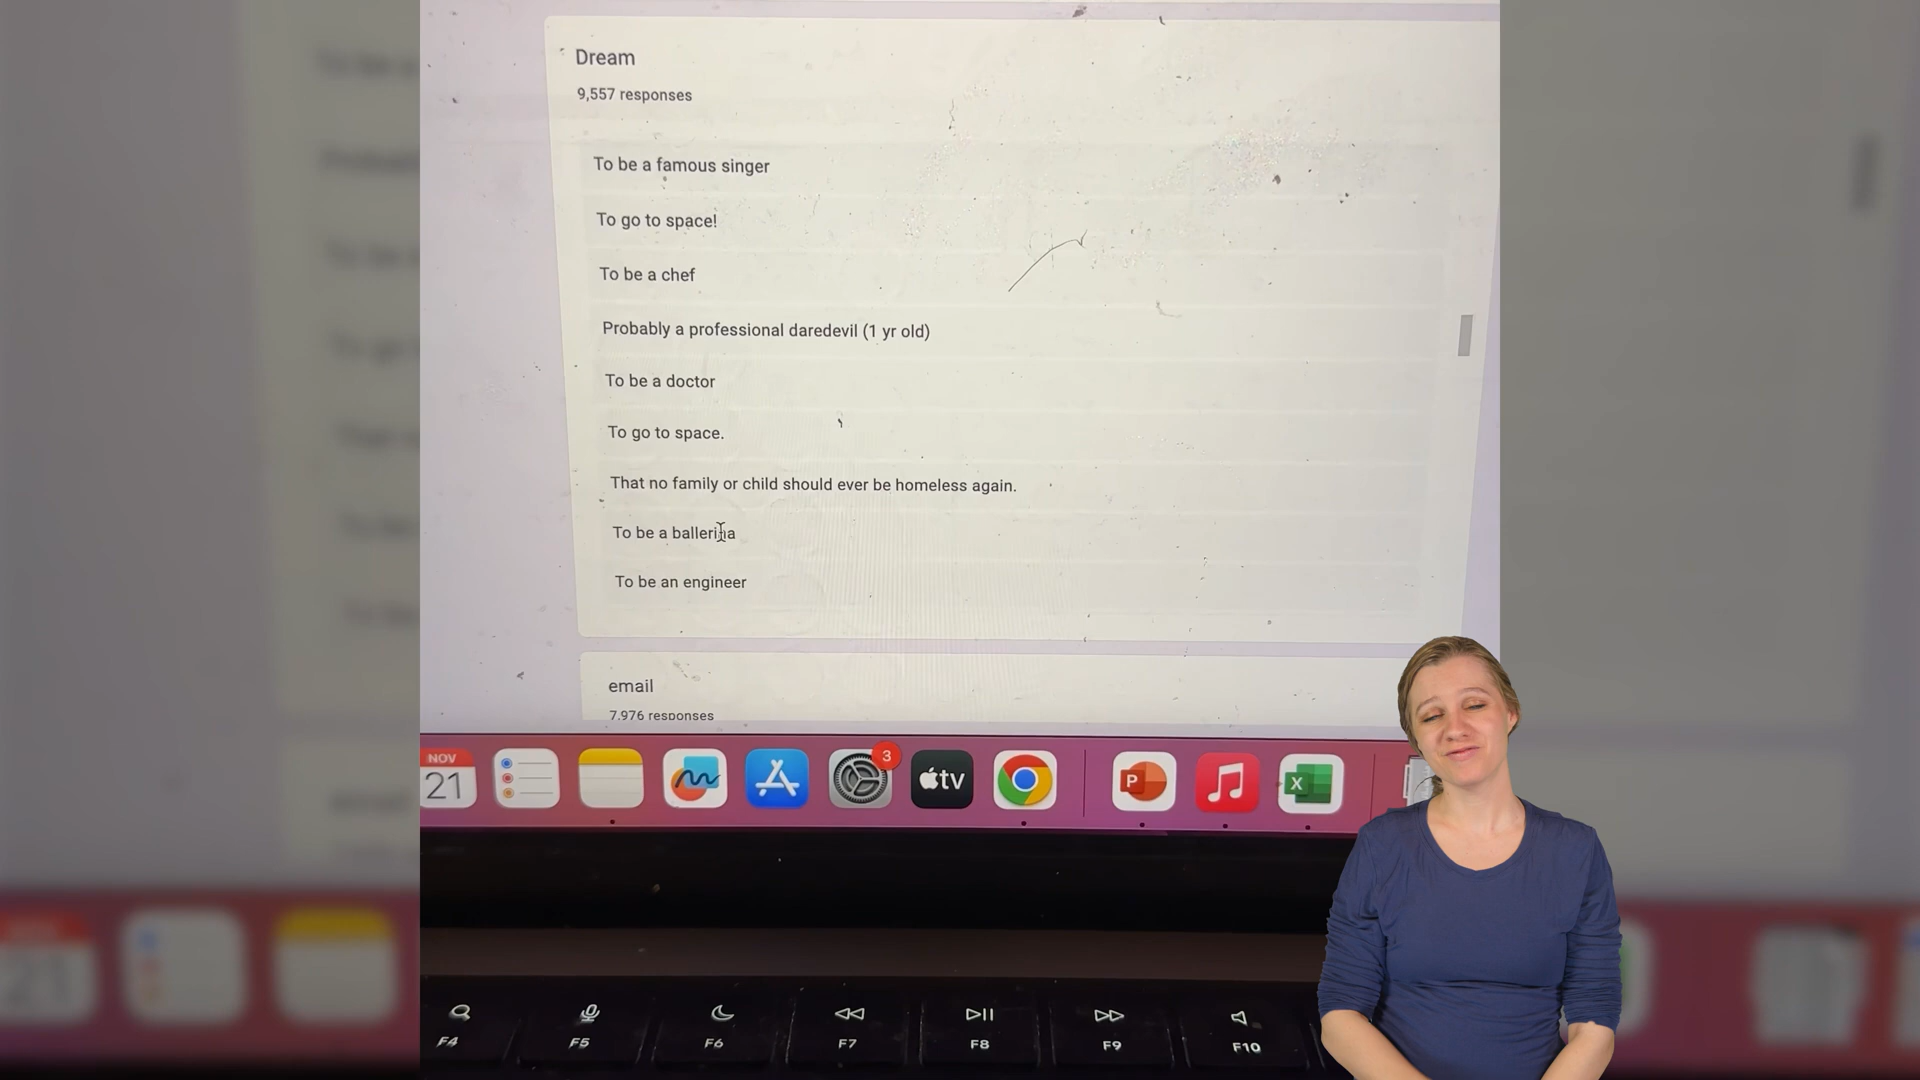 Dream
9,557 responses
To be a famous singer
To go to space!
To be a chef
Probably a professional daredevil (1 yr old)
To be a doctor
To go to space.
That no family or child should ever be homeless again.
To be a ballerina
To be an engineer
email
7,976 responses
NOV
21
3
tv
P
X
F4
F5
F6
F7
F8
F9
F10